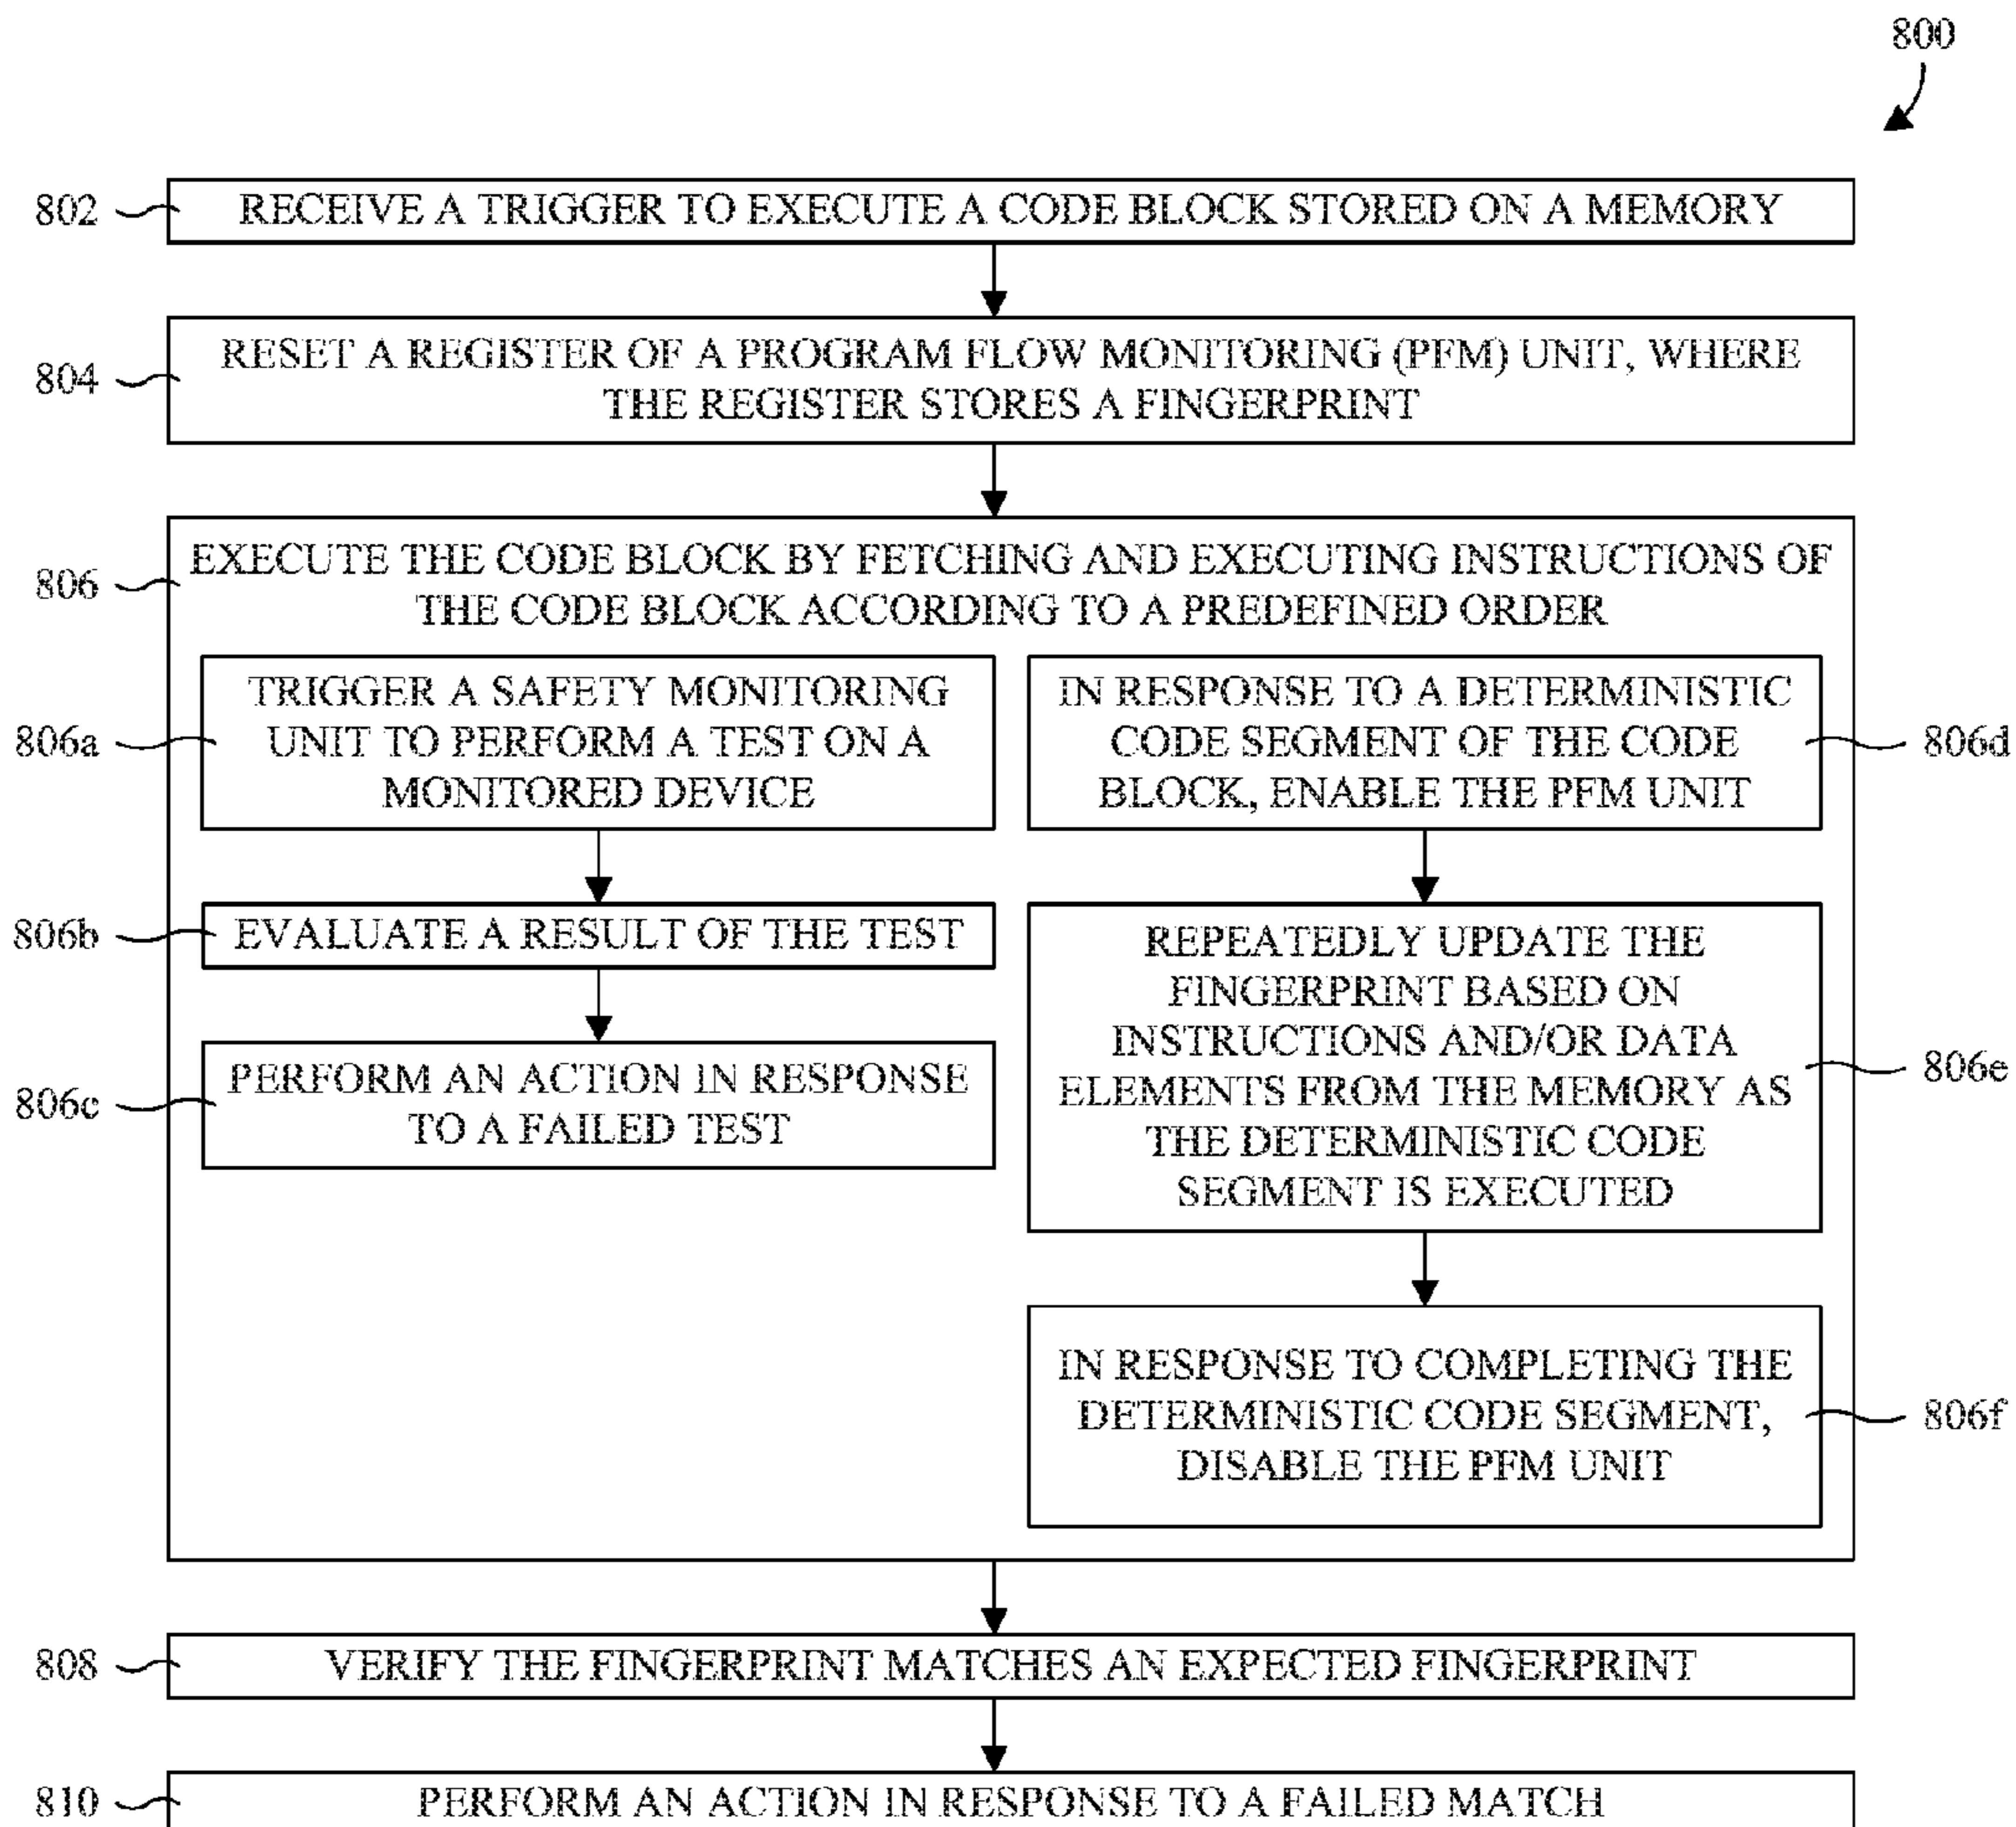 800
802
RECEIVE A TRIGGER TO EXECUTE A CODE BLOCK STORED ON A MEMORY
804
RESET A REGISTER OF A PROGRAM FLOW MONITORING (PFM) UNIT, WHERE
THE REGISTER STORES A FINGERPRINT
806
EXECUTE THE CODE BLOCK BY FETCHING AND EXECUTING INSTRUCTIONS OF
THE CODE BLOCK ACCORDING TO A PREDEFINED ORDER
806a
TRIGGER A SAFETY MONITORING
UNIT TO PERFORM A TEST ON A
MONITORED DEVICE
806b
EVALUATE A RESULT OF THE TEST
806c
PERFORM AN ACTION IN RESPONSE
TO A FAILED TEST
IN RESPONSE TO A DETERMINISTIC
CODE SEGMENT OF THE CODE
BLOCK, ENABLE THE PFM UNIT
806d
REPEATEDLY UPDATE THE
FINGERPRINT BASED ON
INSTRUCTIONS AND/OR DATA
ELEMENTS FROM THE MEMORY AS
THE DETERMINISTIC CODE
SEGMENT IS EXECUTED
806e
IN RESPONSE TO COMPLETING THE
DETERMINISTIC CODE SEGMENT,
DISABLE THE PFM UNIT
806f
808
VERIFY THE FINGERPRINT MATCHES AN EXPECTED FINGERPRINT
810
PERFORM AN ACTION IN RESPONSE TO A FAILED MATCH